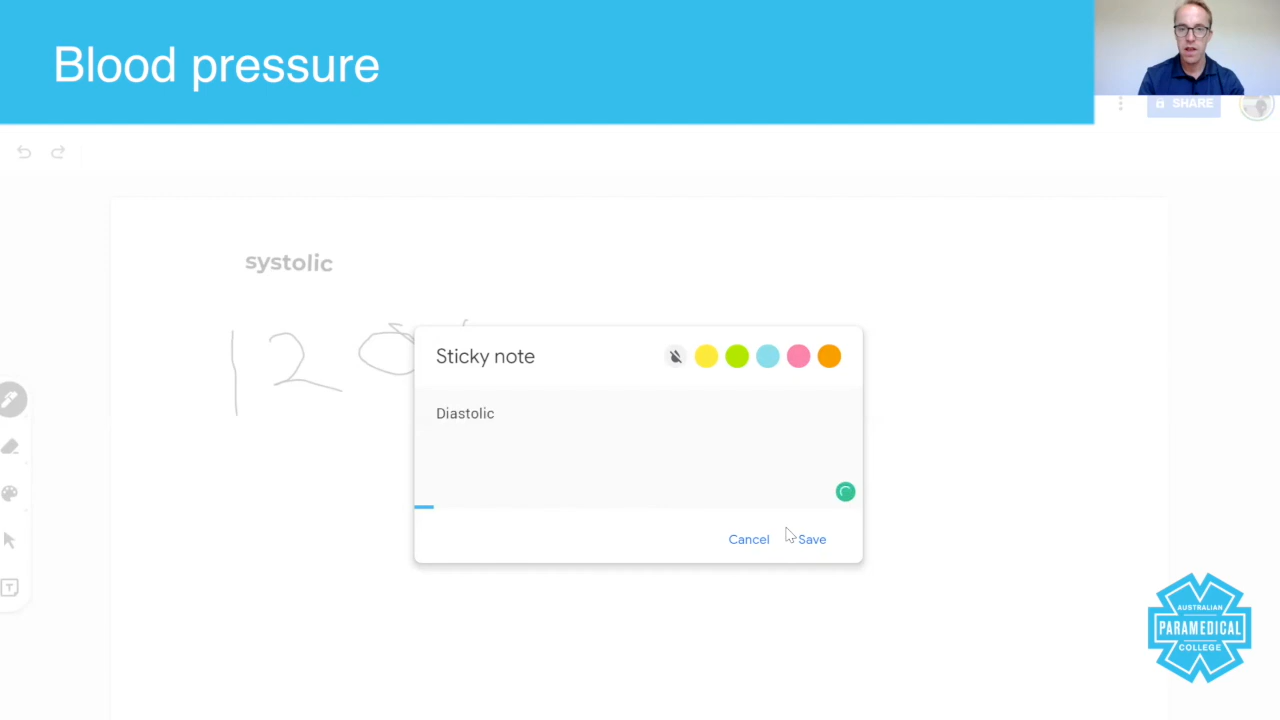 Blood pressure
SHARE
systolic
120
Sticky note
Diastolic
Cancel
Save
T
AUSTRALIAN
PARAMEDICAL
COLLEGE